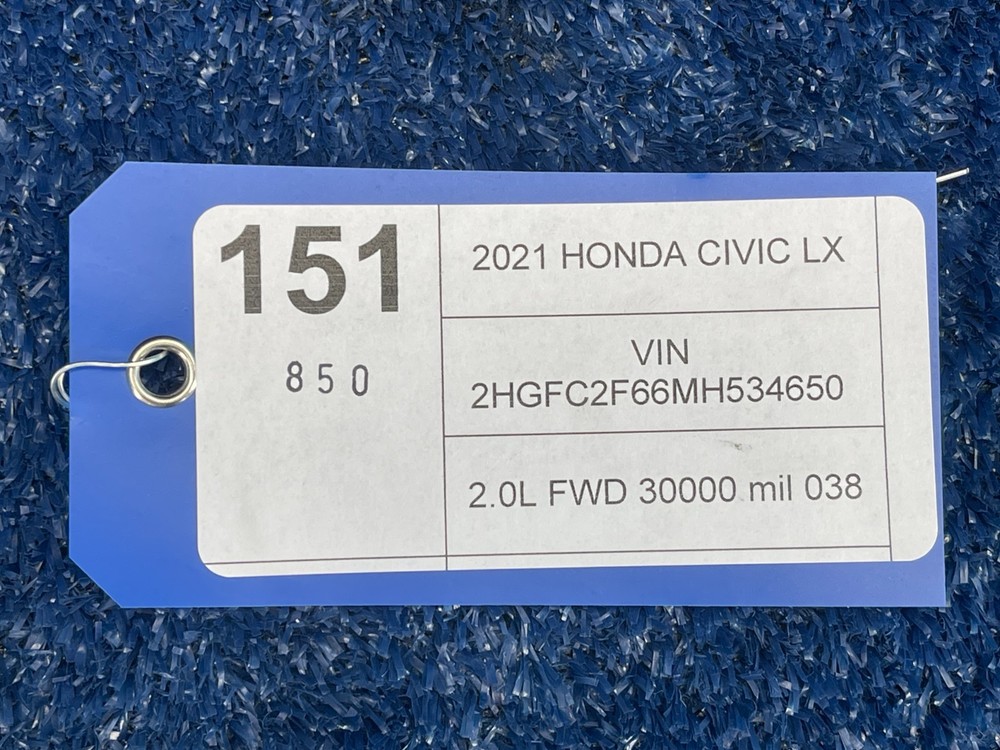 151
850
2021 HONDA CIVIC LX
VIN
2HGFC2F66MH534650
2.0L FWD 30000 mil 038